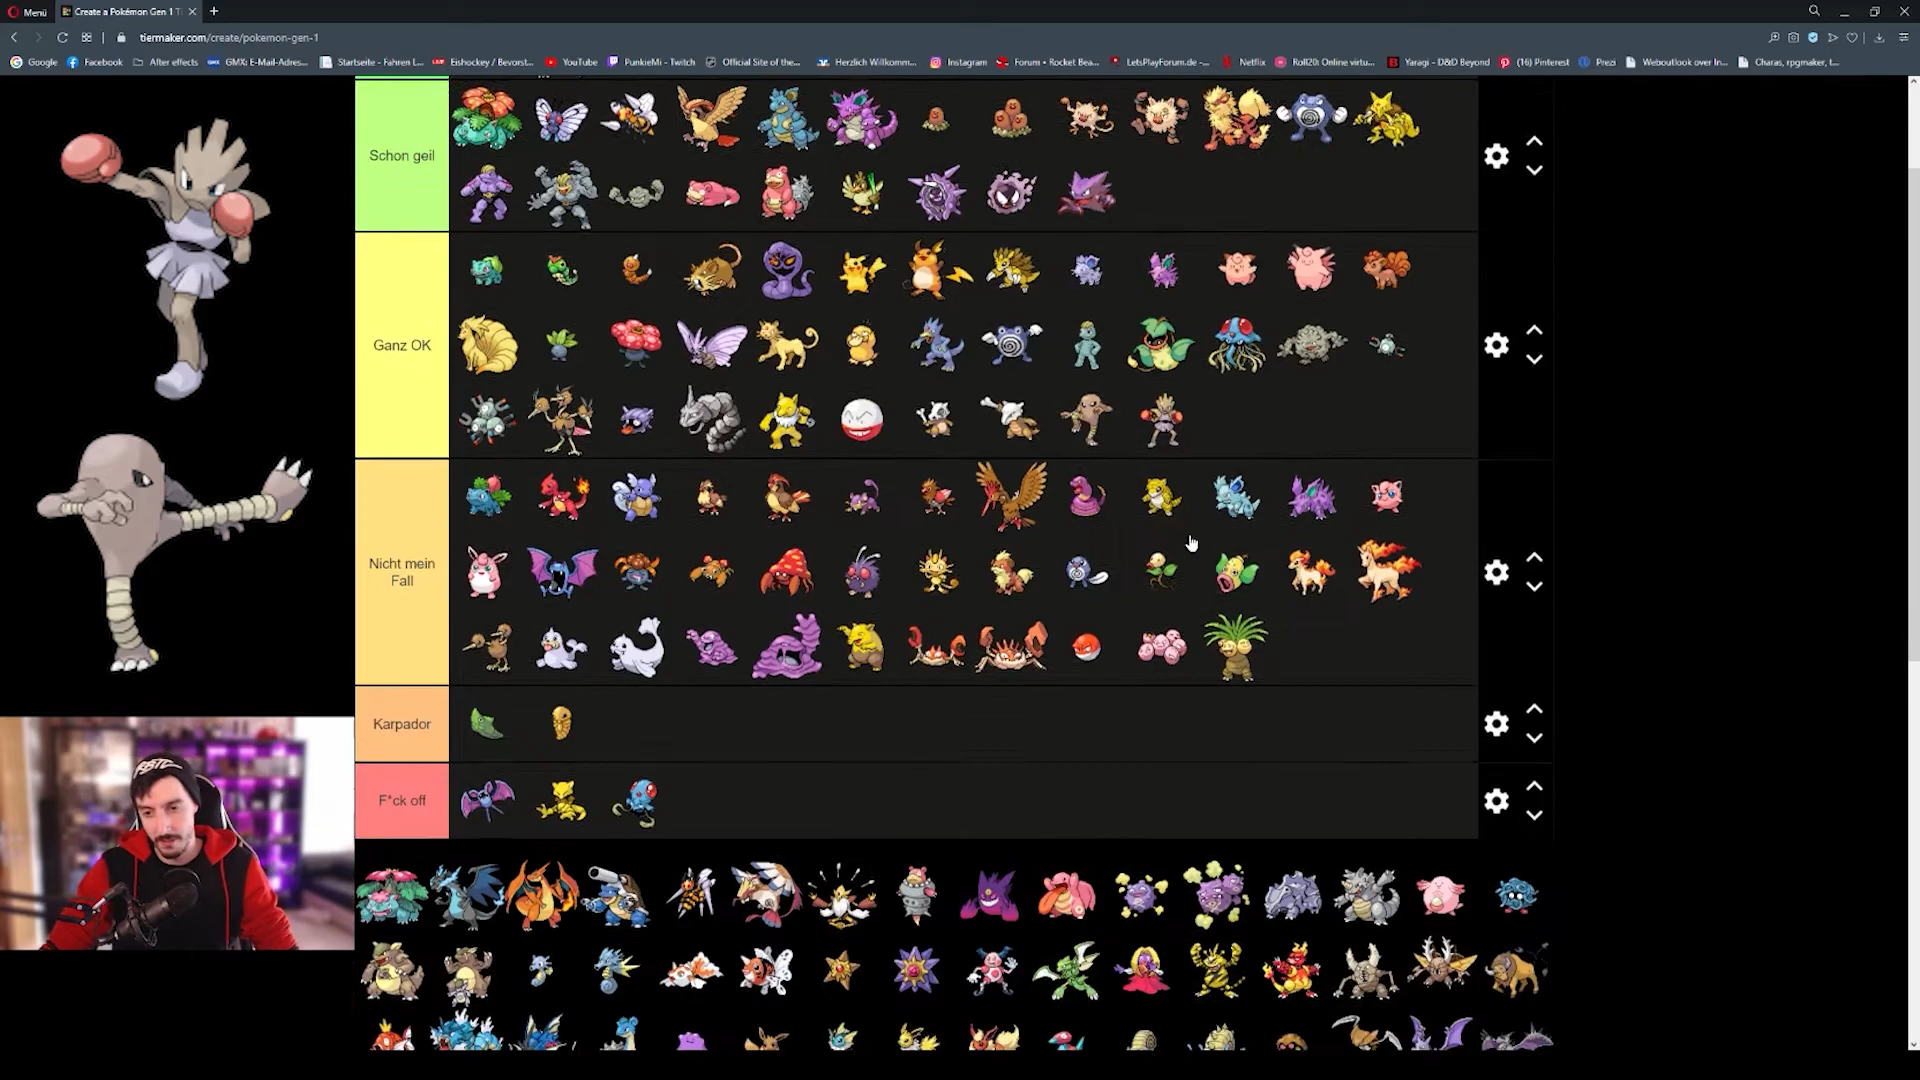 Menü
Create a Pokémon Gen 1 T
tiermaker.com/create/pokemon-gen-1
Google
Facebook
After effects
GMX
GMX: E-Mail-Adres...
Startseite - Fahren L...
LIVE
Eishockey / Bevorst...
YouTube
PunkieMi - Twitch
Official Site of the...
Herzlich Willkomm...
Instagram
Forum • Rocket Bea...
LetsPlayForum.de -...
Netflix
Roll20: Online virtu...
Yaragi - D&D Beyond
(16) Pinterest
Prezi
Weboutlook over In...
Charas, rpgmaker, t...
Schon geil
Ganz OK
Nicht mein
Fall
Karpador
F*ck off